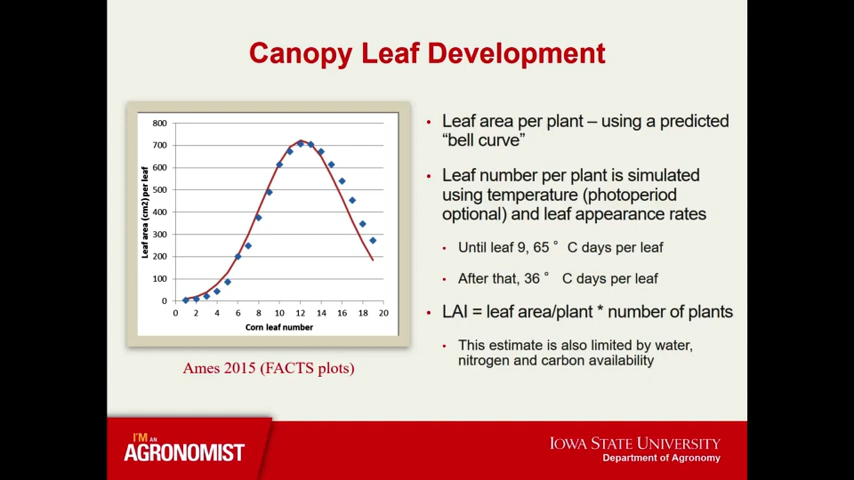 Canopy Leaf Development
800
700
600
500
400
300
200
100
0
Leaf area (cm2) per leaf
0 2 4 6 8 10 12 14 16 18 20
Corn leaf number
Ames 2015 (FACTS plots)
• Leaf area per plant – using a predicted
“bell curve”
• Leaf number per plant is simulated
using temperature (photoperiod
optional) and leaf appearance rates
• Until leaf 9, 65 ° C days per leaf
• After that, 36 ° C days per leaf
• LAI = leaf area/plant * number of plants
• This estimate is also limited by water,
nitrogen and carbon availability
I'M AN
AGRONOMIST
IOWA STATE UNIVERSITY
Department of Agronomy